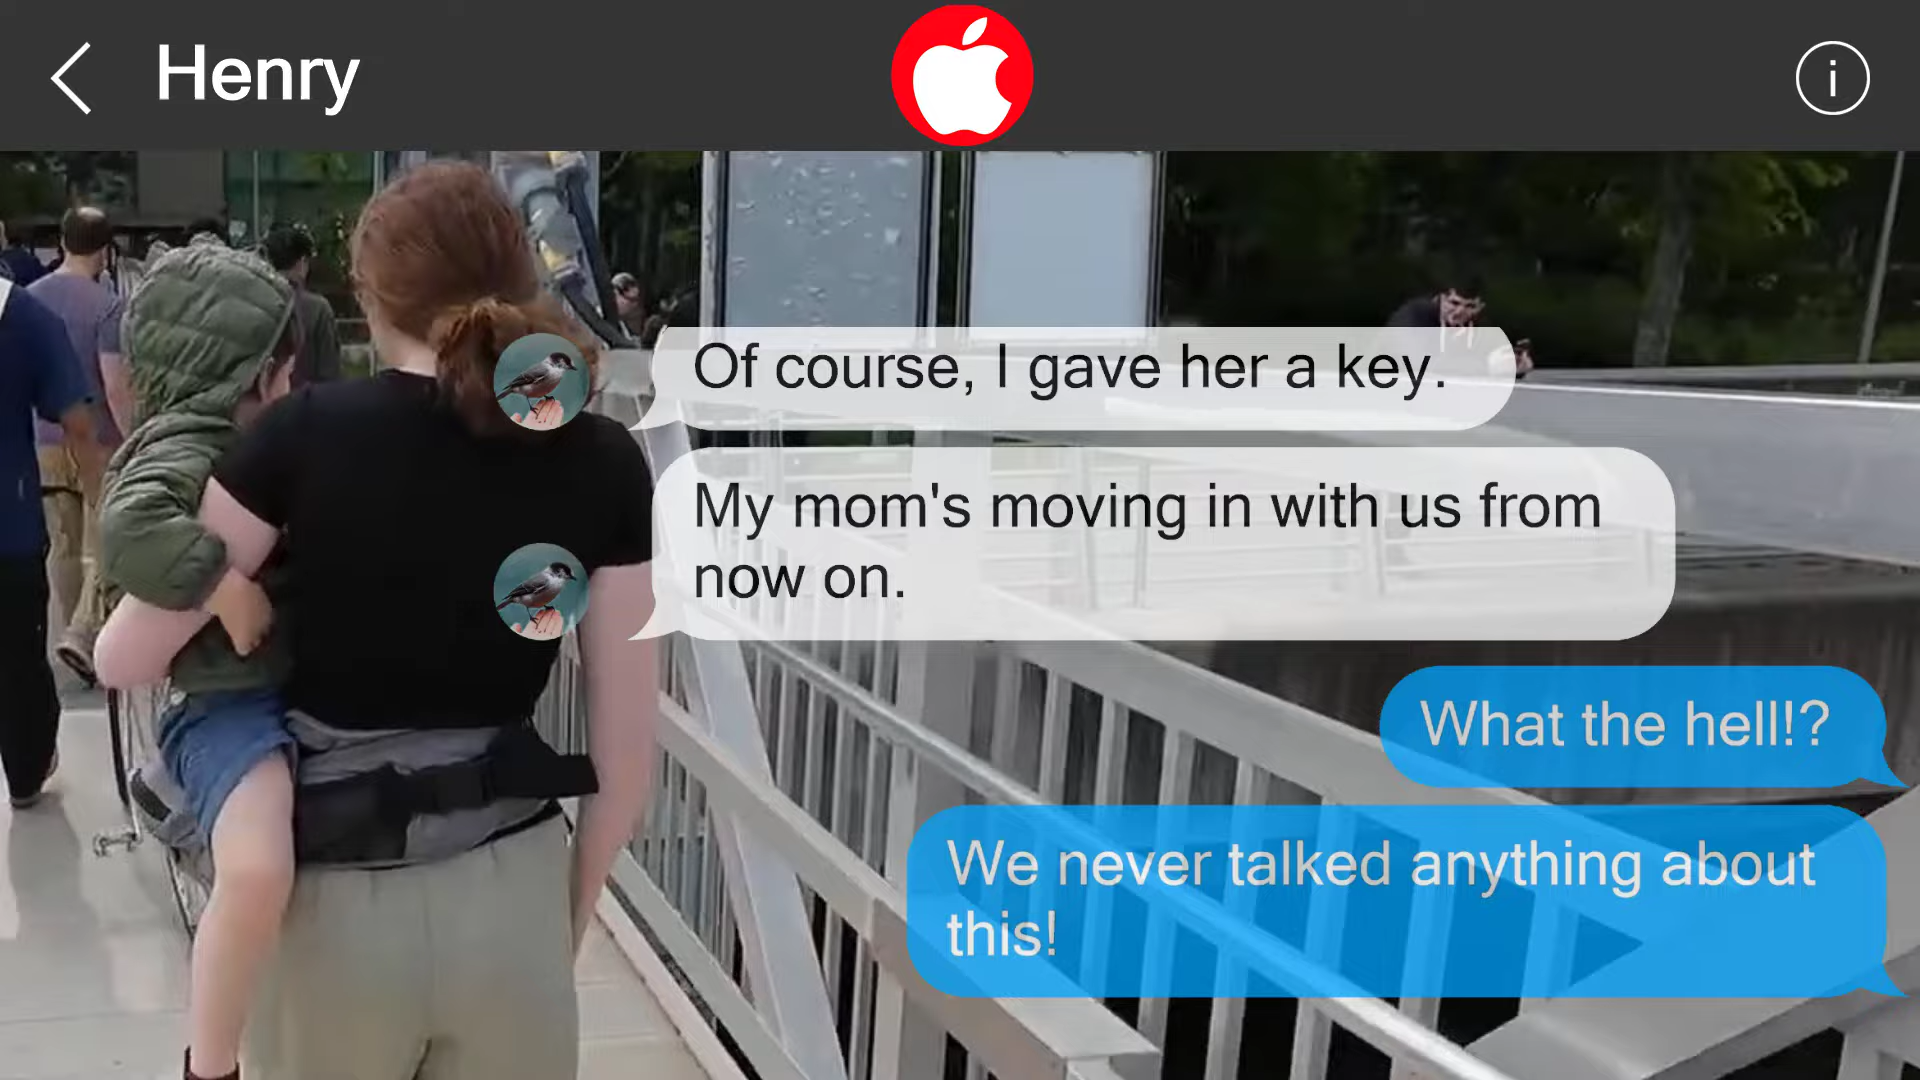 Henry
i
Of course, I gave her a key.
My mom's moving in with us from
now on.
What the hell!?
We never talked anything about
this!